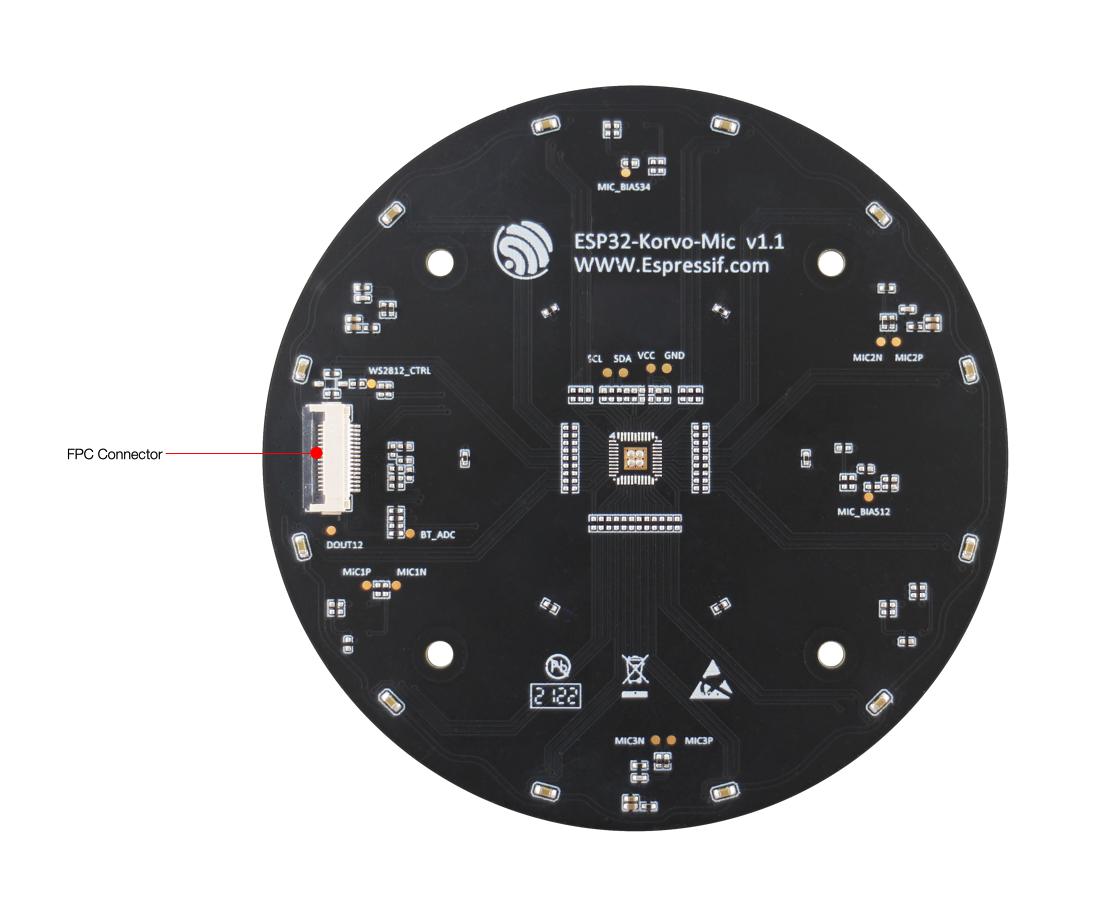 MIC_BIAS34
ESP32-Korvo-Mic v1.1
WWW.Espressif.com
MIC2N MIC2P
SCL SDA VCC GND
WS2812_CTRL
FPC Connector
MIC_BIAS12
BT_ADC
DOUT12
MIC1P MIC1N
Pb
2122
MIC3N MIC3P